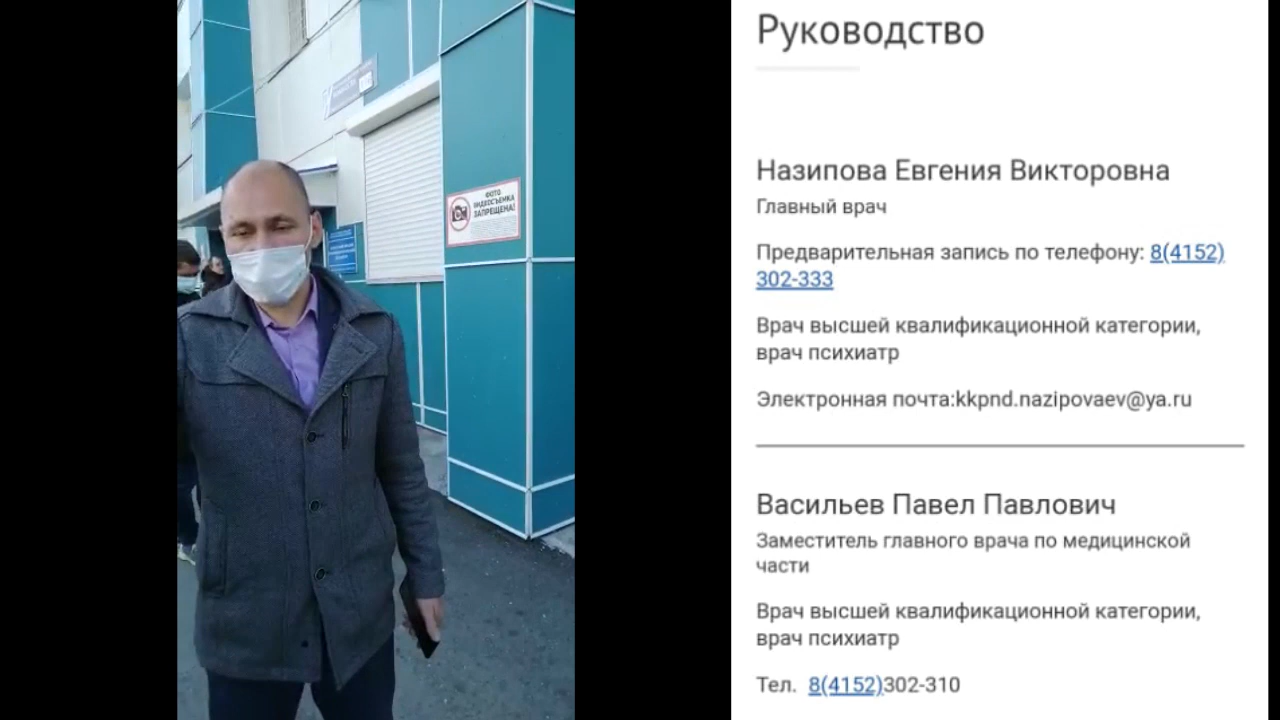 ФОТО
ВИДЕОСЪЕМКА
ЗАПРЕЩЕНА!
Руководство
Назипова Евгения Викторовна
Главный врач
Предварительная запись по телефону: 8(4152)
302-333
Врач высшей квалификационной категории,
врач психиатр
Электронная почта:kkpnd.nazipovaev@ya.ru
Васильев Павел Павлович
Заместитель главного врача по медицинской
части
Врач высшей квалификационной категории,
врач психиатр
Тел. 8(4152)302-310